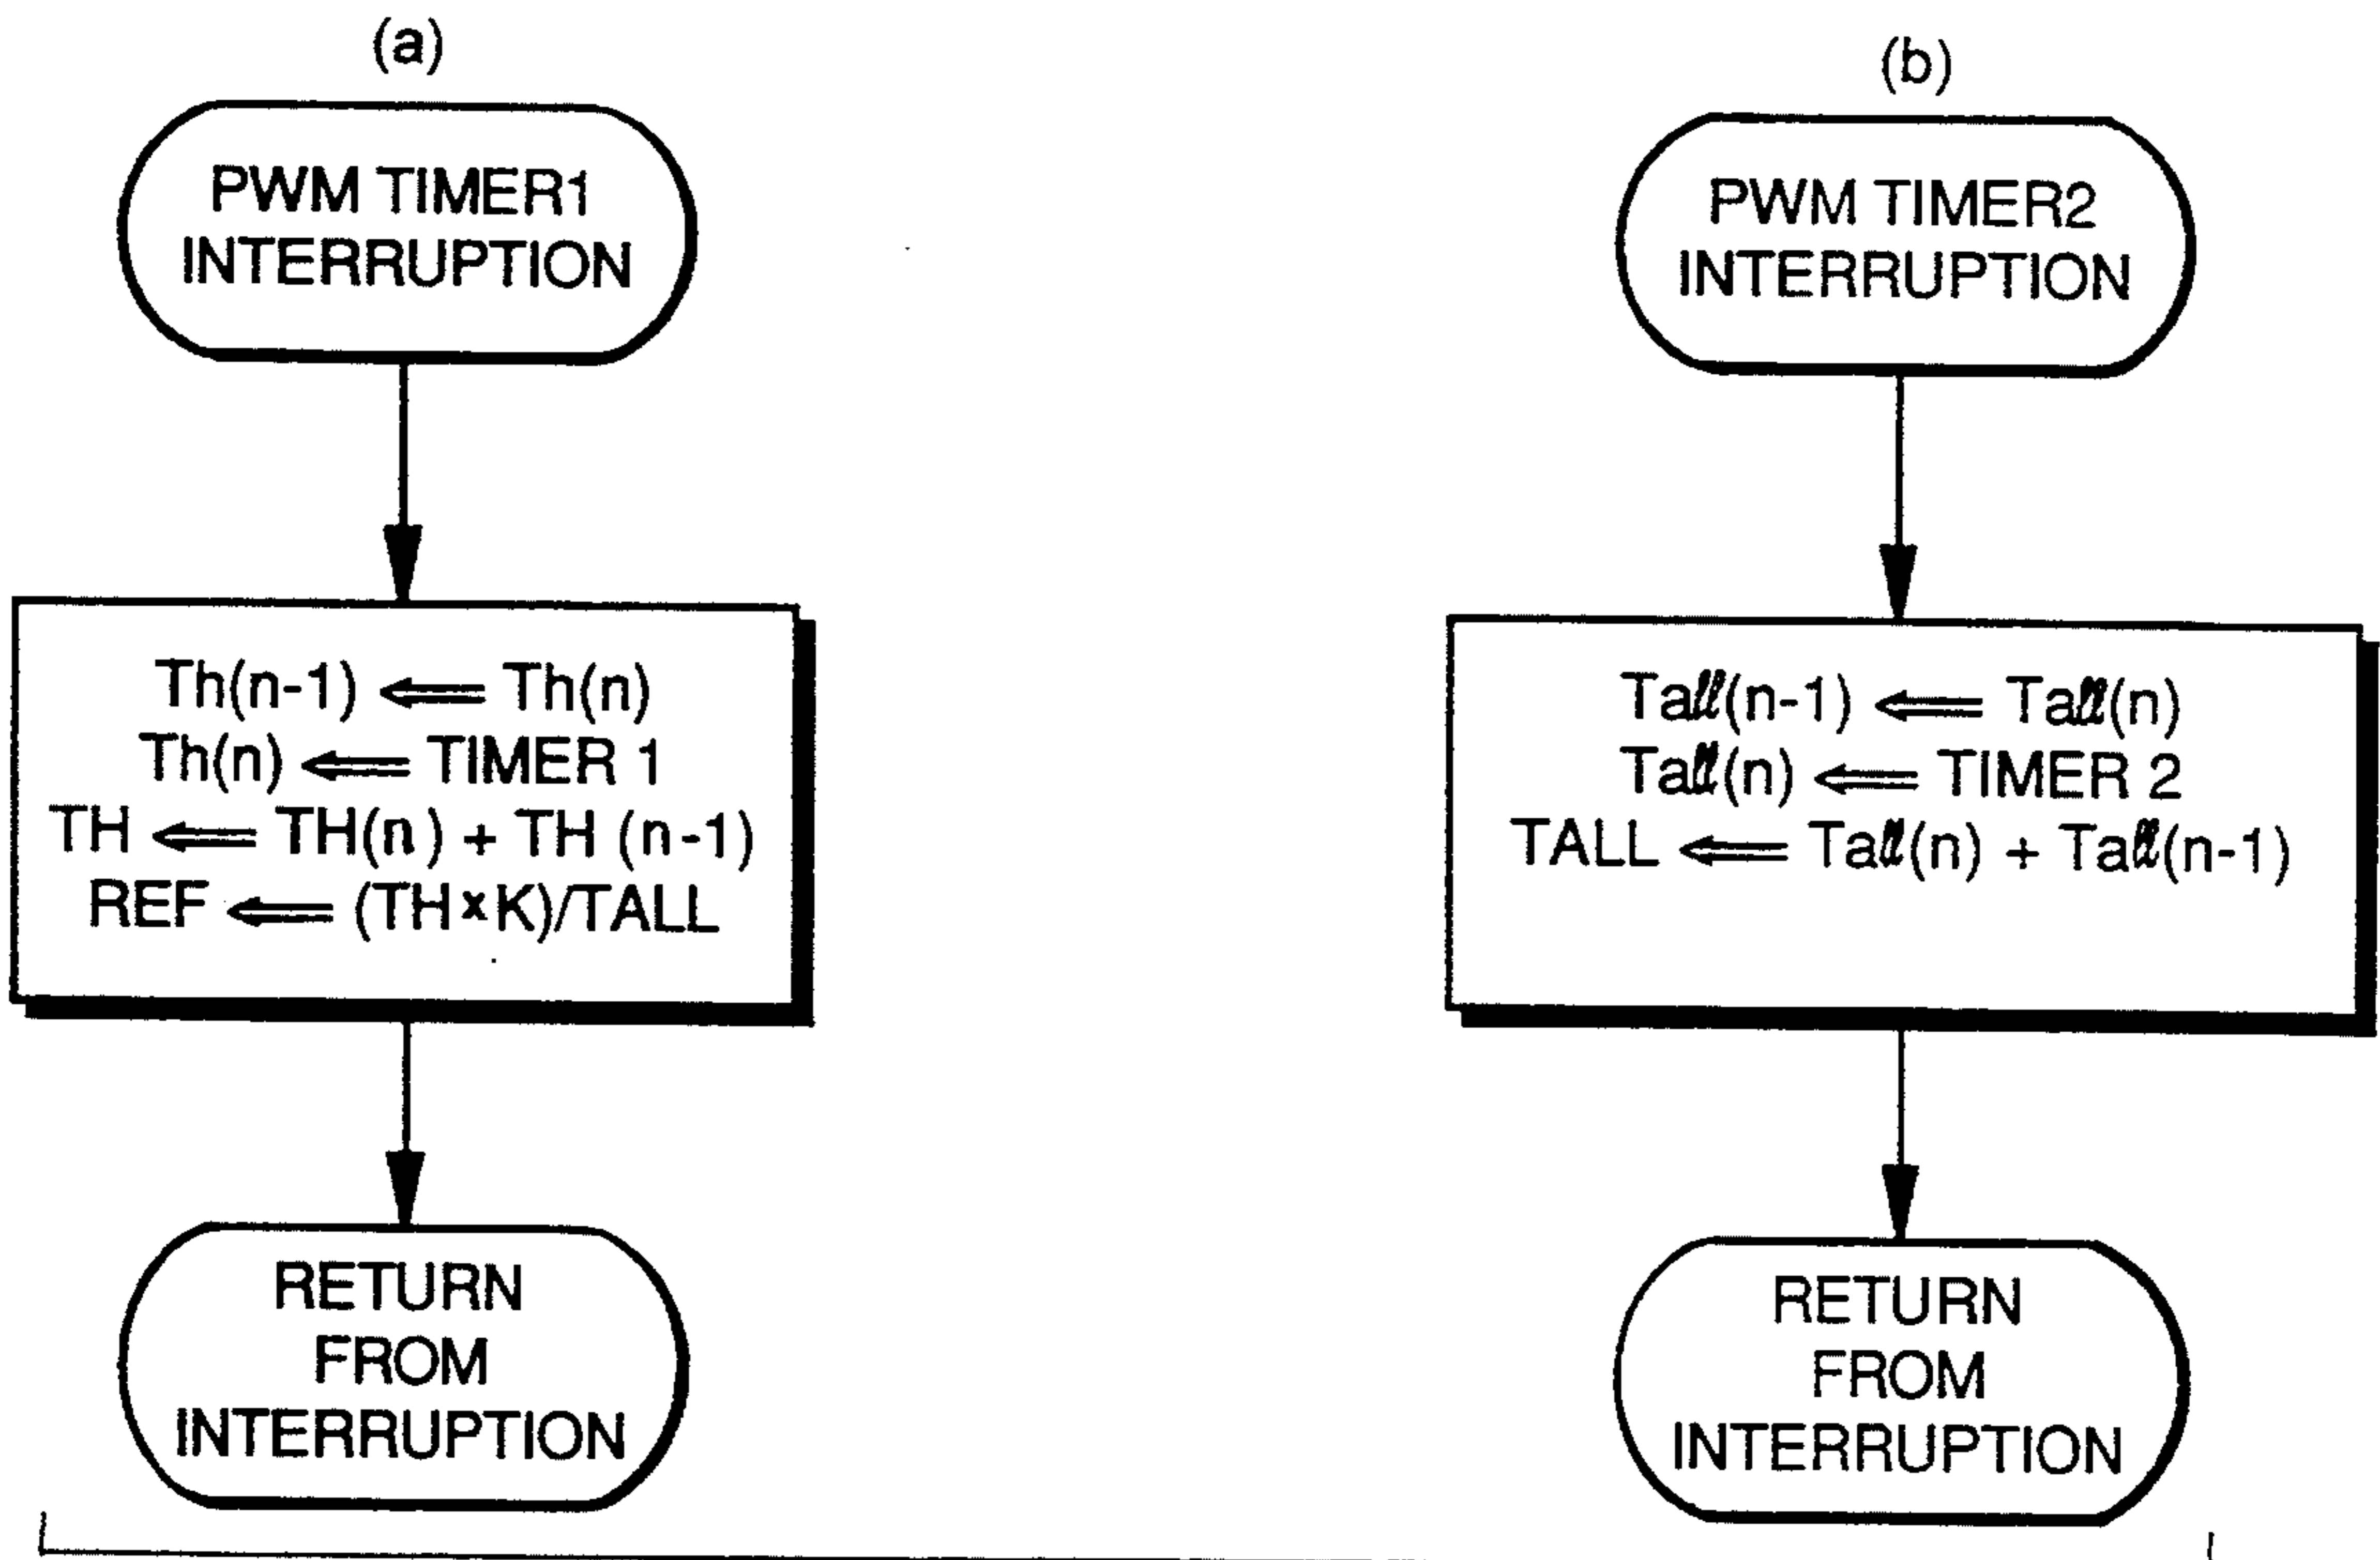 (a)
PWM TIMER1
INTERRUPTION
Th(n-1) ⟸ Th(n)
Th(n) ⟸ TIMER 1
TH ⟸ TH(n) + TH (n-1)
REF ⟸ (TH×K)/TALL
RETURN
FROM
INTERRUPTION
(b)
PWM TIMER2
INTERRUPTION
Tall(n-1) ⟸ Tall(n)
Tall(n) ⟸ TIMER 2
TALL ⟸ Tall(n) + Tall(n-1)
RETURN
FROM
INTERRUPTION